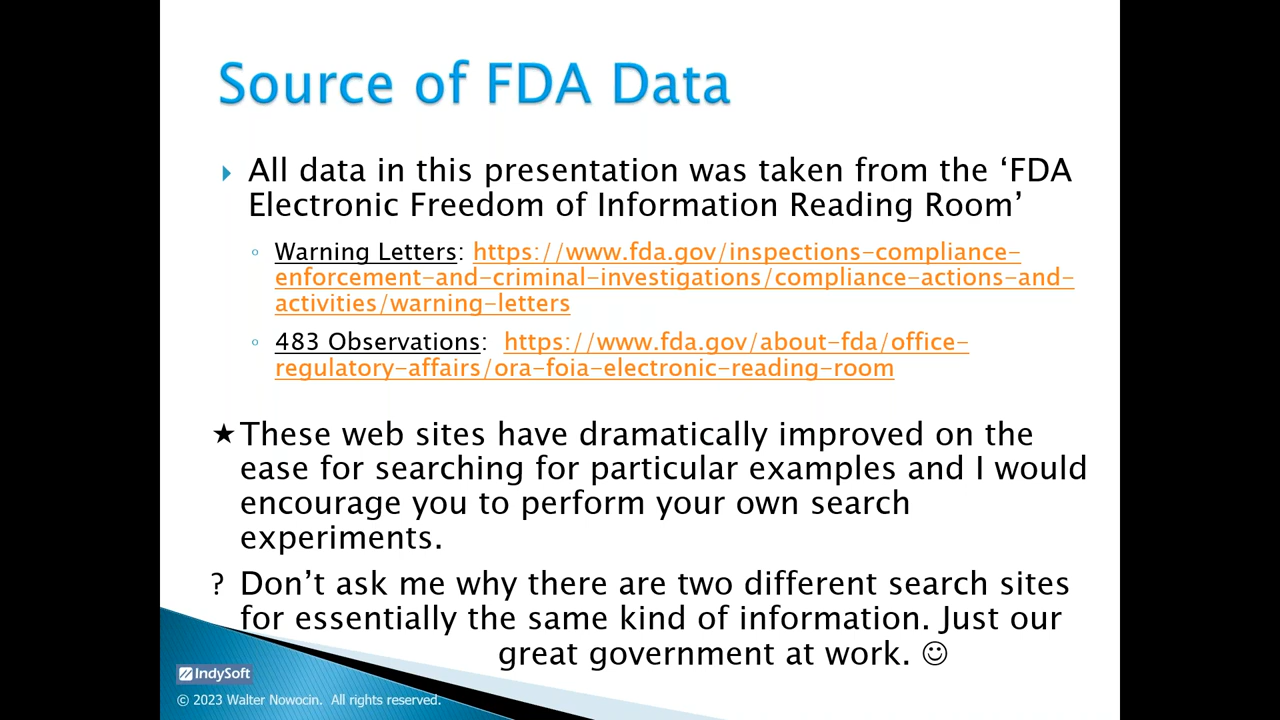 Source of FDA Data
All data in this presentation was taken from the ‘FDA
Electronic Freedom of Information Reading Room’
Warning Letters: https://www.fda.gov/inspections-compliance-
enforcement-and-criminal-investigations/compliance-actions-and-
activities/warning-letters
483 Observations: https://www.fda.gov/about-fda/office-
regulatory-affairs/ora-foia-electronic-reading-room
★ These web sites have dramatically improved on the
ease for searching for particular examples and I would
encourage you to perform your own search
experiments.
? Don’t ask me why there are two different search sites
for essentially the same kind of information. Just our
great government at work. ☺
IndySoft
© 2023 Walter Nowocin. All rights reserved.